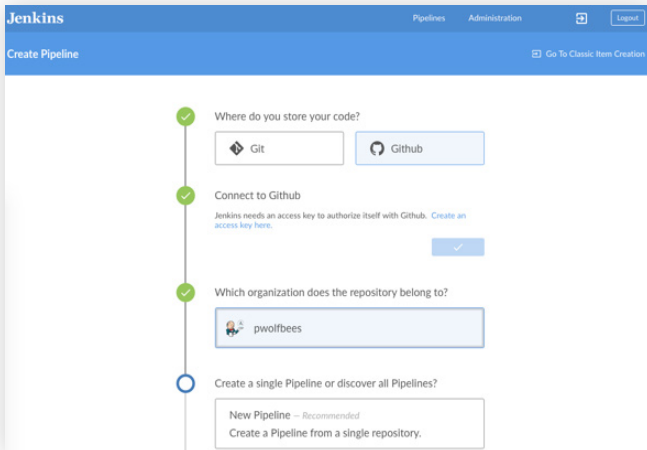 Jenkins
Pipelines
Administration
Logout
Create Pipeline
Go To Classic Item Creation
Where do you store your code?
Git
Github
Connect to Github
Jenkins needs an access key to authorize itself with Github. Create an
access key here.
Which organization does the repository belong to?
pwolfbees
Create a single Pipeline or discover all Pipelines?
New Pipeline – Recommended
Create a Pipeline from a single repository.